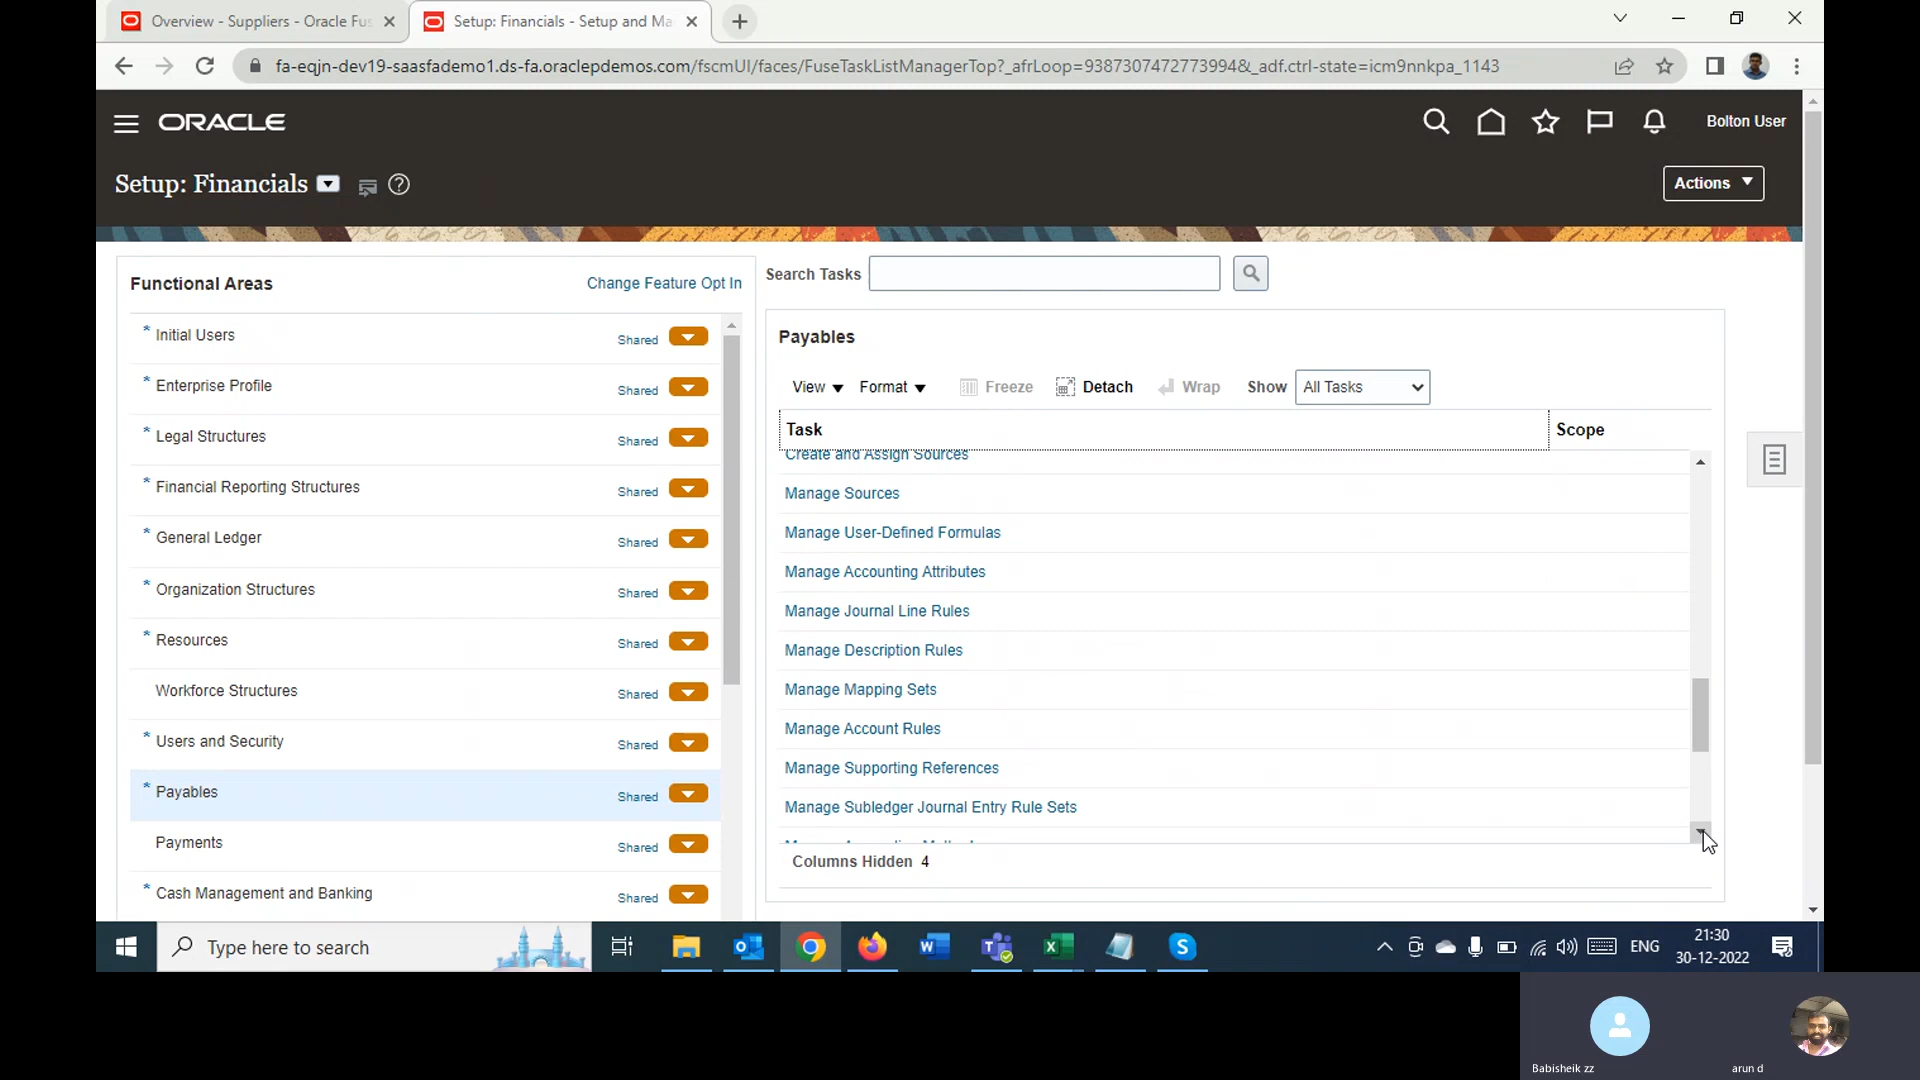 Overview - Suppliers - Oracle Fus
Setup: Financials - Setup and Ma
fa-eqjn-dev19-saasfademo1.ds-fa.oraclepdemos.com/fscmUI/faces/FuseTaskListManagerTop?_afrLoop=9387307472773994&_adf.ctrl-state=icm9nnkpa_1143
ORACLE
Bolton User
Setup: Financials
Actions
Functional Areas
Change Feature Opt In
Search Tasks
* Initial Users Shared
* Enterprise Profile Shared
* Legal Structures Shared
* Financial Reporting Structures Shared
* General Ledger Shared
* Organization Structures Shared
* Resources Shared
Workforce Structures Shared
* Users and Security Shared
* Payables Shared
Payments Shared
* Cash Management and Banking Shared
Payables
View Format Freeze Detach Wrap Show All Tasks
Task Scope
Create and Assign Sources
Manage Sources
Manage User-Defined Formulas
Manage Accounting Attributes
Manage Journal Line Rules
Manage Description Rules
Manage Mapping Sets
Manage Account Rules
Manage Supporting References
Manage Subledger Journal Entry Rule Sets
Columns Hidden 4
Type here to search
ENG
21:30
30-12-2022
Babisheik zz
arun d